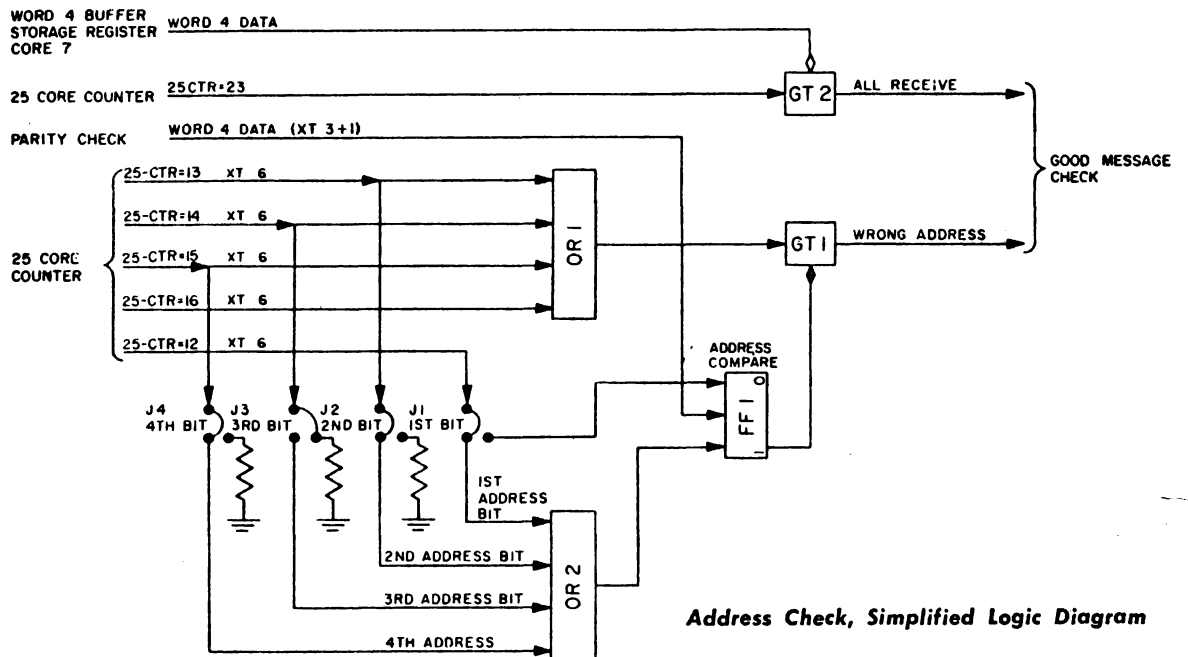 WORD 4 BUFFER
STORAGE REGISTER
CORE 7
WORD 4 DATA
25 CORE COUNTER
25CTR=23
GT 2
ALL RECEIVE
PARITY CHECK
WORD 4 DATA (XT 3+1)
GOOD MESSAGE
CHECK
25 CORE
COUNTER
25-CTR=13 XT 6
25-CTR=14 XT 6
25-CTR=15 XT 6
25-CTR=16 XT 6
25-CTR=12 XT 6
OR 1
GT 1
WRONG ADDRESS
ADDRESS
COMPARE
0
FF 1
1
J4
4TH BIT
J3
3RD BIT
J2
2ND BIT
J1
1ST BIT
1ST
ADDRESS
BIT
2ND ADDRESS BIT
3RD ADDRESS BIT
4TH ADDRESS
OR 2
Address Check, Simplified Logic Diagram